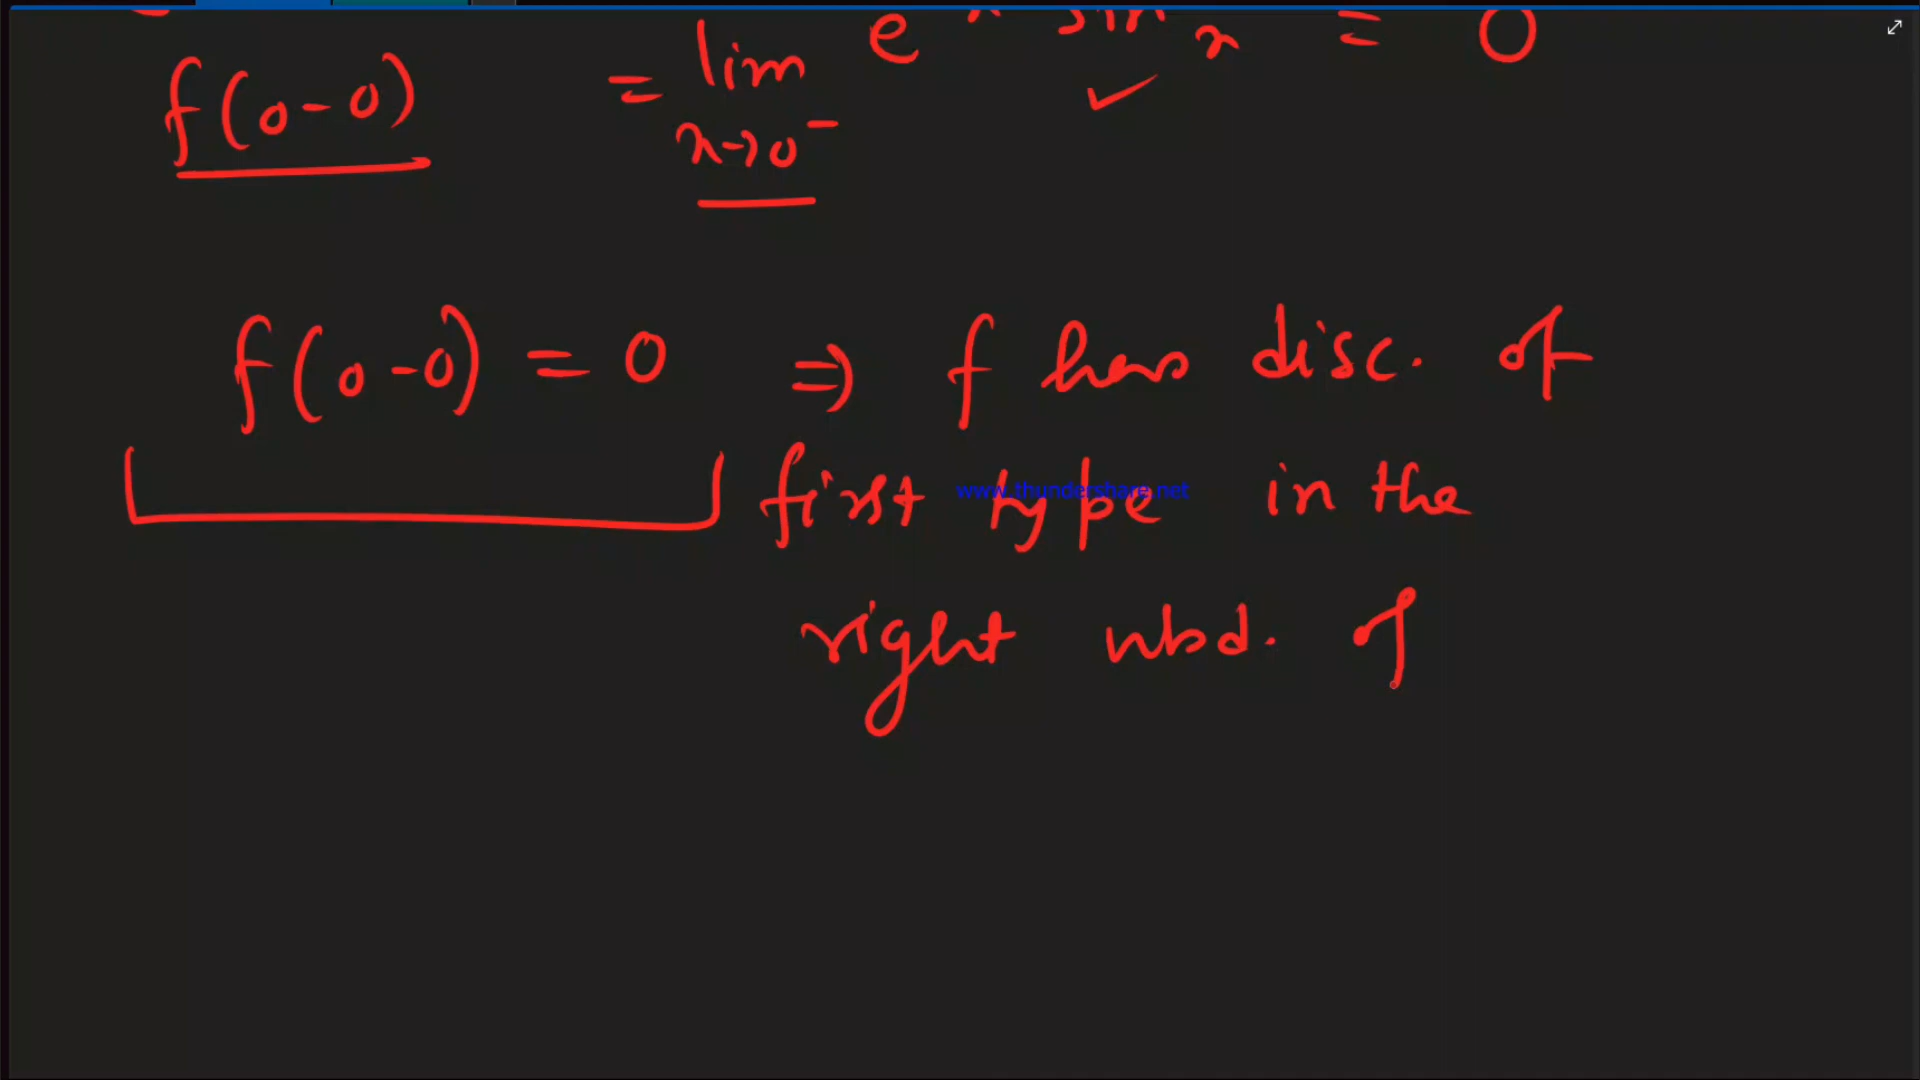 e sin x = 0
f(0-0) = lim
x→0⁻
f(0-0) = 0 ⇒ f has disc. of
first type in the
www.thundershare.net
right nbd. of